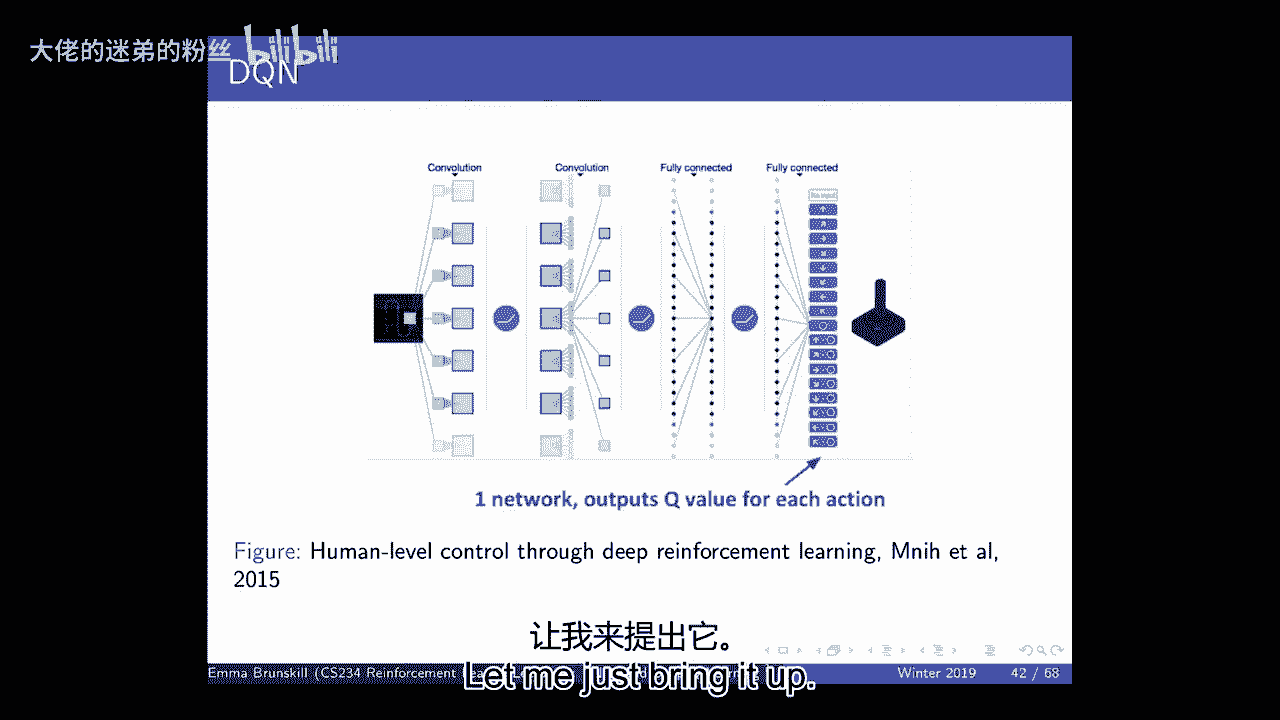 大佬的迷弟的粉丝 bilibili
DQN
Convolution Convolution Fully connected Fully connected
No input
1 network, outputs Q value for each action
Figure: Human-level control through deep reinforcement learning, Mnih et al,
2015
让我来提出它。
Emma Brunskill (CS234 Reinforcement Winter 2019 42 / 68
Let me just bring it up.